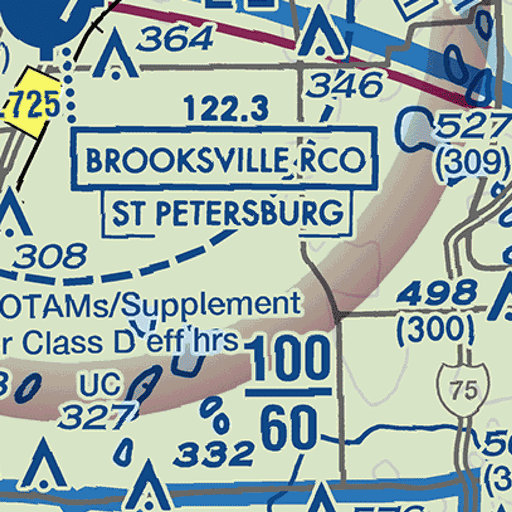 364
346
725
122.3
527
(309)
BROOKSVILLE RCO
ST PETERSBURG
308
498
(300)
OTAMs/Supplement
r Class D eff hrs
100
60
75
UC
327
332